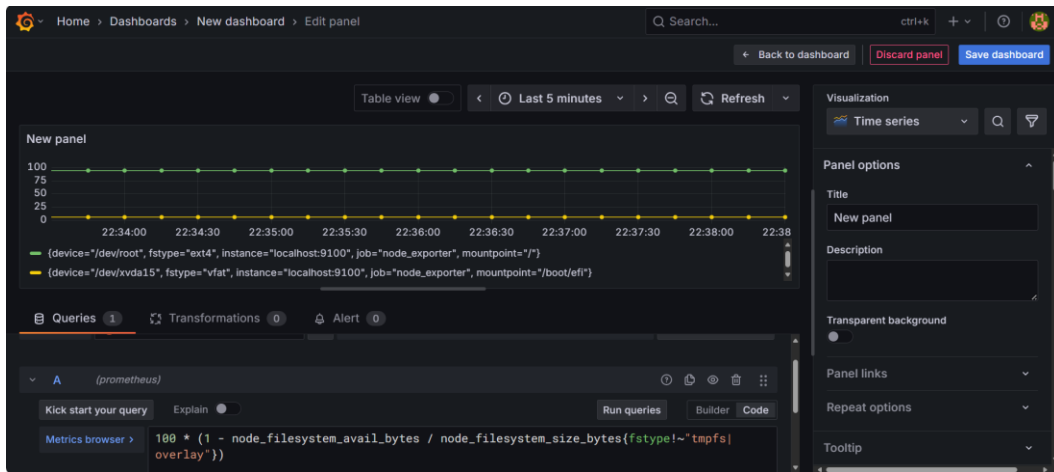 Home > Dashboards > New dashboard > Edit panel
Search...
ctrl+k
Back to dashboard
Discard panel
Save dashboard
Table view
Last 5 minutes
Refresh
Visualization
Time series
New panel
100
75
50
25
0
22:34:00 22:34:30 22:35:00 22:35:30 22:36:00 22:36:30 22:37:00 22:37:30 22:38:00 22:38
{device="/dev/root", fstype="ext4", instance="localhost:9100", job="node_exporter", mountpoint="/"}
{device="/dev/xvda15", fstype="vfat", instance="localhost:9100", job="node_exporter", mountpoint="/boot/efi"}
Queries 1
Transformations 0
Alert 0
A (prometheus)
Kick start your query
Explain
Run queries
Builder
Code
Metrics browser >
100 * (1 - node_filesystem_avail_bytes / node_filesystem_size_bytes{fstype!~"tmpfs|
overlay"})
Panel options
Title
New panel
Description
Transparent background
Panel links
Repeat options
Tooltip